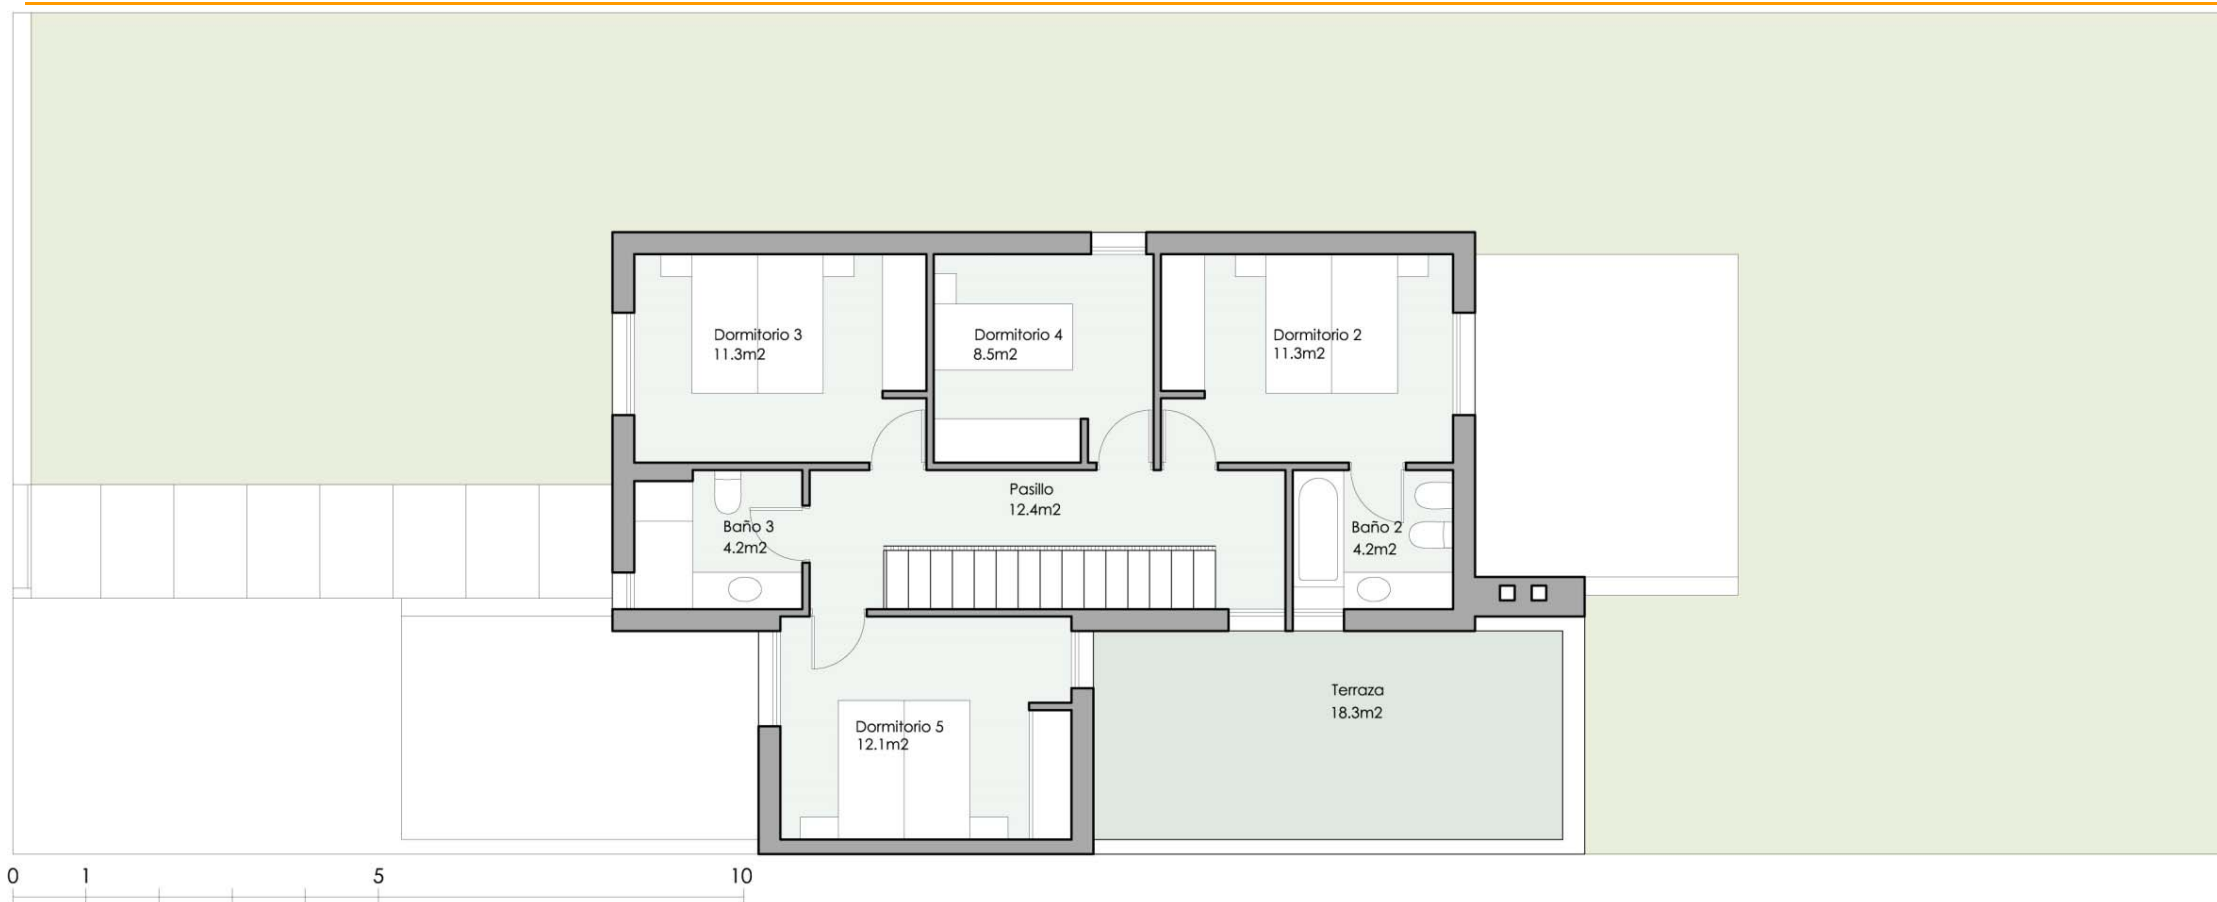 Dormitorio 3
11.3m2
Dormitorio 4
8.5m2
Dormitorio 2
11.3m2
Pasillo
12.4m2
Baño 3
4.2m2
Baño 2
4.2m2
Terraza
18.3m2
Dormitorio 5
12.1m2
0 1 5 10